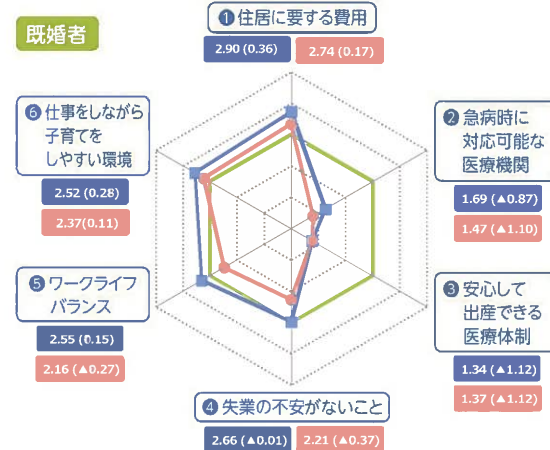 既婚者
❶住居に要する費用
2.90 (0.36) 2.74 (0.17)
❷急病時に
対応可能な
医療機関
1.69 (▲0.87)
1.47 (▲1.10)
❸安心して
出産できる
医療体制
1.34 (▲1.12)
1.37 (▲1.12)
❹失業の不安がないこと
2.66 (▲0.01) 2.21 (▲0.37)
❺ワークライフ
バランス
2.55 (0.15)
2.16 (▲0.27)
❻仕事をしながら
子育てを
しやすい環境
2.52 (0.28)
2.37(0.11)